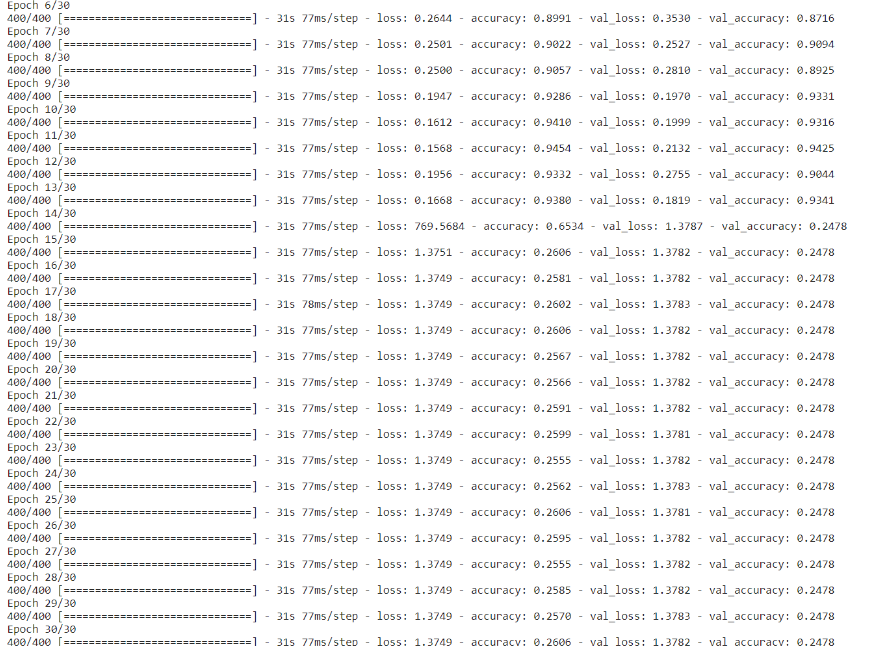 Epoch 6/30
400/400 [==============================] - 31s 77ms/step - loss: 0.2644 - accuracy: 0.8991 - val_loss: 0.3530 - val_accuracy: 0.8716
Epoch 7/30
400/400 [==============================] - 31s 77ms/step - loss: 0.2501 - accuracy: 0.9022 - val_loss: 0.2527 - val_accuracy: 0.9094
Epoch 8/30
400/400 [==============================] - 31s 77ms/step - loss: 0.2500 - accuracy: 0.9057 - val_loss: 0.2810 - val_accuracy: 0.8925
Epoch 9/30
400/400 [==============================] - 31s 77ms/step - loss: 0.1947 - accuracy: 0.9286 - val_loss: 0.1970 - val_accuracy: 0.9331
Epoch 10/30
400/400 [==============================] - 31s 77ms/step - loss: 0.1612 - accuracy: 0.9410 - val_loss: 0.1999 - val_accuracy: 0.9316
Epoch 11/30
400/400 [==============================] - 31s 77ms/step - loss: 0.1568 - accuracy: 0.9454 - val_loss: 0.2132 - val_accuracy: 0.9425
Epoch 12/30
400/400 [==============================] - 31s 77ms/step - loss: 0.1956 - accuracy: 0.9332 - val_loss: 0.2755 - val_accuracy: 0.9044
Epoch 13/30
400/400 [==============================] - 31s 77ms/step - loss: 0.1668 - accuracy: 0.9380 - val_loss: 0.1819 - val_accuracy: 0.9341
Epoch 14/30
400/400 [==============================] - 31s 77ms/step - loss: 769.5684 - accuracy: 0.6534 - val_loss: 1.3787 - val_accuracy: 0.2478
Epoch 15/30
400/400 [==============================] - 31s 77ms/step - loss: 1.3751 - accuracy: 0.2606 - val_loss: 1.3782 - val_accuracy: 0.2478
Epoch 16/30
400/400 [==============================] - 31s 77ms/step - loss: 1.3749 - accuracy: 0.2581 - val_loss: 1.3782 - val_accuracy: 0.2478
Epoch 17/30
400/400 [==============================] - 31s 78ms/step - loss: 1.3749 - accuracy: 0.2602 - val_loss: 1.3783 - val_accuracy: 0.2478
Epoch 18/30
400/400 [==============================] - 31s 77ms/step - loss: 1.3749 - accuracy: 0.2606 - val_loss: 1.3782 - val_accuracy: 0.2478
Epoch 19/30
400/400 [==============================] - 31s 77ms/step - loss: 1.3749 - accuracy: 0.2567 - val_loss: 1.3782 - val_accuracy: 0.2478
Epoch 20/30
400/400 [==============================] - 31s 77ms/step - loss: 1.3749 - accuracy: 0.2566 - val_loss: 1.3782 - val_accuracy: 0.2478
Epoch 21/30
400/400 [==============================] - 31s 77ms/step - loss: 1.3749 - accuracy: 0.2591 - val_loss: 1.3782 - val_accuracy: 0.2478
Epoch 22/30
400/400 [==============================] - 31s 77ms/step - loss: 1.3749 - accuracy: 0.2599 - val_loss: 1.3781 - val_accuracy: 0.2478
Epoch 23/30
400/400 [==============================] - 31s 77ms/step - loss: 1.3749 - accuracy: 0.2555 - val_loss: 1.3782 - val_accuracy: 0.2478
Epoch 24/30
400/400 [==============================] - 31s 77ms/step - loss: 1.3749 - accuracy: 0.2562 - val_loss: 1.3783 - val_accuracy: 0.2478
Epoch 25/30
400/400 [==============================] - 31s 77ms/step - loss: 1.3749 - accuracy: 0.2606 - val_loss: 1.3781 - val_accuracy: 0.2478
Epoch 26/30
400/400 [==============================] - 31s 77ms/step - loss: 1.3749 - accuracy: 0.2595 - val_loss: 1.3782 - val_accuracy: 0.2478
Epoch 27/30
400/400 [==============================] - 31s 77ms/step - loss: 1.3749 - accuracy: 0.2555 - val_loss: 1.3782 - val_accuracy: 0.2478
Epoch 28/30
400/400 [==============================] - 31s 77ms/step - loss: 1.3749 - accuracy: 0.2585 - val_loss: 1.3782 - val_accuracy: 0.2478
Epoch 29/30
400/400 [==============================] - 31s 77ms/step - loss: 1.3749 - accuracy: 0.2570 - val_loss: 1.3783 - val_accuracy: 0.2478
Epoch 30/30
400/400 [==============================] - 31s 77ms/step - loss: 1.3749 - accuracy: 0.2606 - val_loss: 1.3782 - val_accuracy: 0.2478